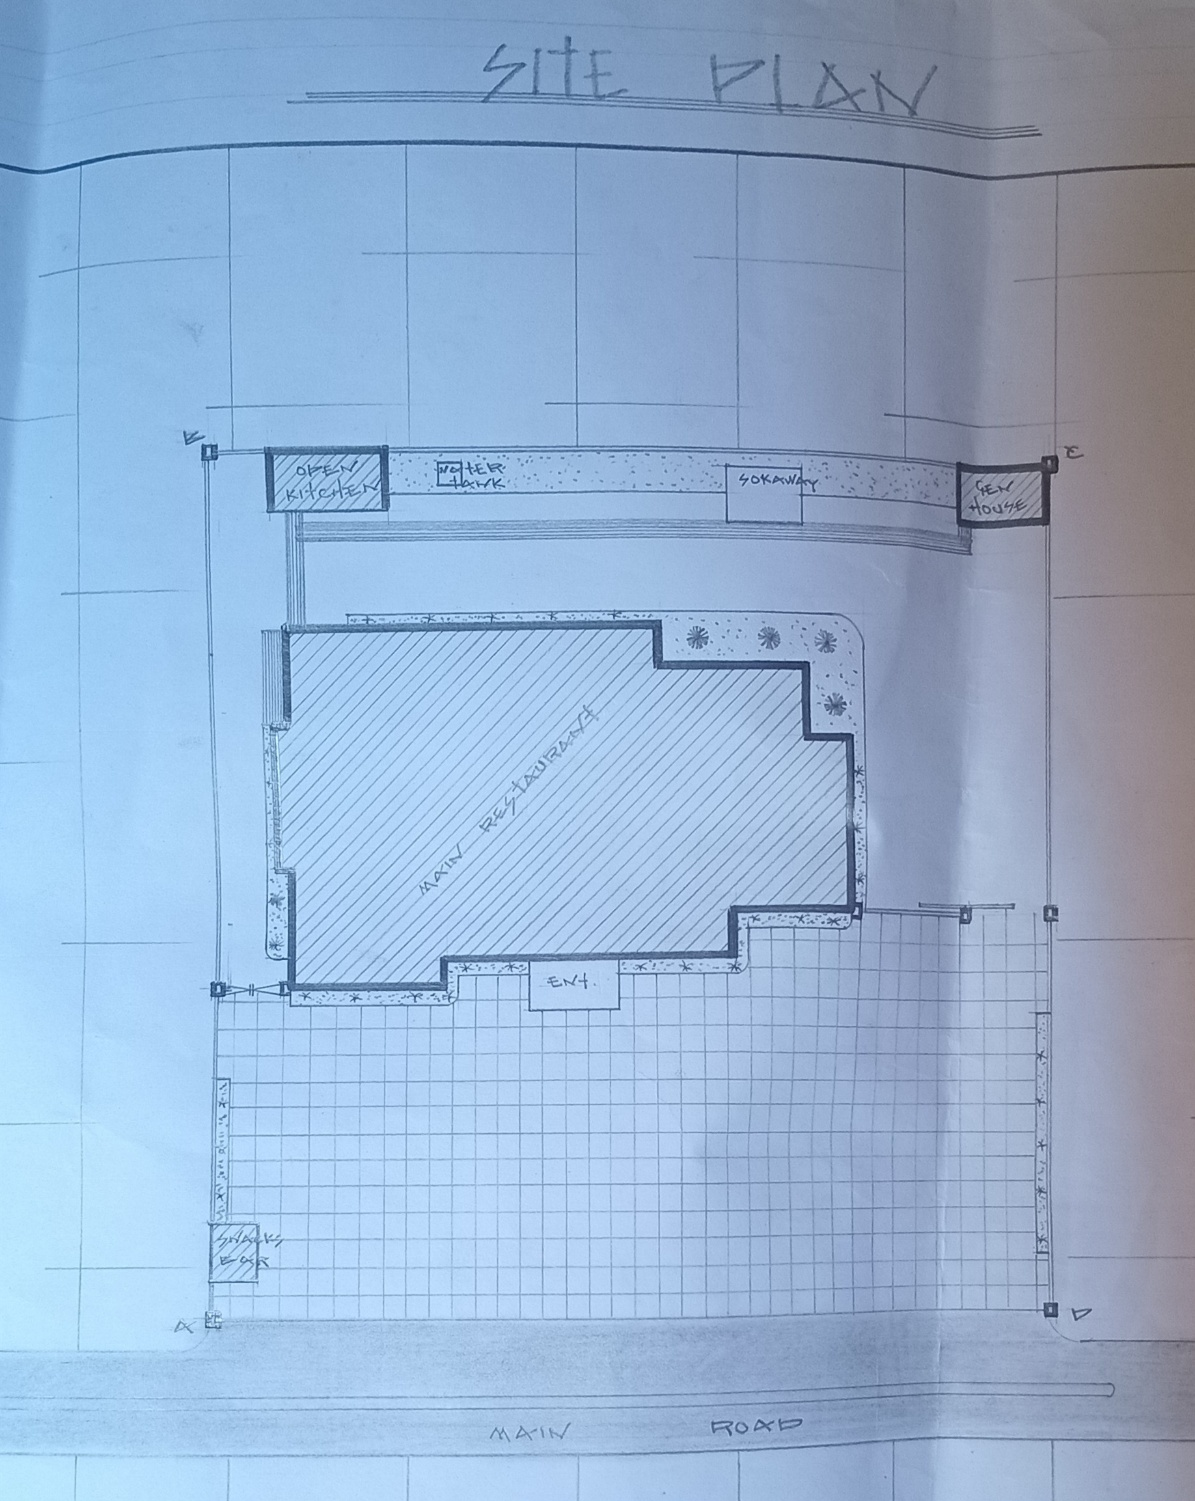 SITE PLAN
B
C
OPEN
KITCHEN
WATER
TANK
SOKAWAY
GEN
HOUSE
MAIN RESTAURANT
ENT.
SNACKS
BAR
A
D
MAIN ROAD